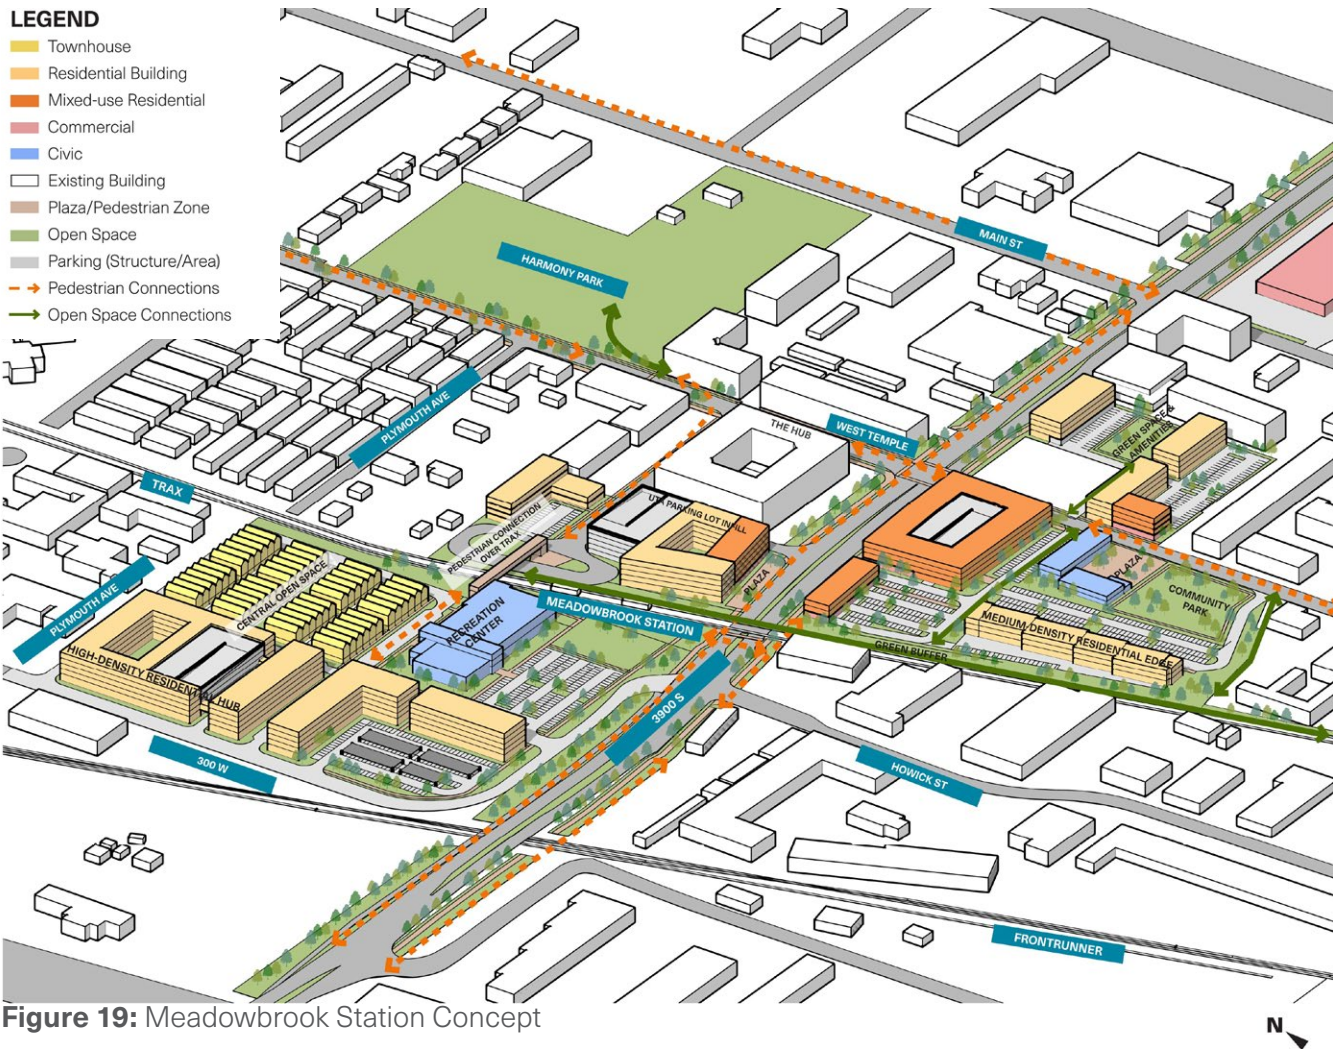 LEGEND
Townhouse
Residential Building
Mixed-use Residential
Commercial
Civic
Existing Building
Plaza/Pedestrian Zone
Open Space
Parking (Structure/Area)
Pedestrian Connections
Open Space Connections
MAIN ST
HARMONY PARK
PLYMOUTH AVE
THE HUB
WEST TEMPLE
GREEN SPACE &
AMENITIES
TRAX
UTA PARKING LOT INFILL
PEDESTRIAN CONNECTION
OVER TRAX
PLAZA
PLAZA
PLYMOUTH AVE
CENTRAL OPEN SPACE
MEADOWBROOK STATION
RECREATION
CENTER
COMMUNITY
PARK
MEDIUM-DENSITY RESIDENTIAL EDGE
GREEN BUFFER
HIGH-DENSITY RESIDENTIAL HUB
3900 S
300 W
HOWICK ST
FRONTRUNNER
Figure 19: Meadowbrook Station Concept
N